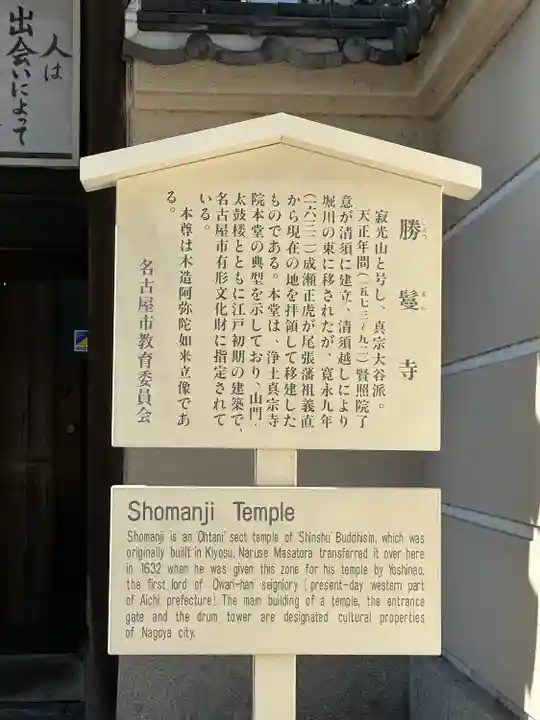 人は
出会いによって
勝鬘寺
しょう まん
寂光山と号し、真宗大谷派。
天正年間(一五七三〜九二)賢照院了
意が清須に建立、清須越しにより
堀川の東に移されたが、寛永九年
(一六三二)成瀬正虎が尾張藩祖義直
から現在の地を拝領して移建した
ものである。本堂は、浄土真宗寺
院本堂の典型を示しており、山門・
太鼓楼とともに江戸初期の建築で、
名古屋市有形文化財に指定されて
いる。
本尊は木造阿弥陀如来立像であ
る。
名古屋市教育委員会
Shomanji Temple
Shomanji is an 'Ohtani' sect temple of 'Shinshu' Buddhism, which was
originally builit in Kiyosu. Naruse Masatora transferred it over here
in 1632 when he was given this zone for his temple by Yoshinao,
the first lord of Owari-han seigniory [present-day western part
of Aichi prefecture]. The main building of a temple, the entrance
gate and the drum tower are designated cultural properties
of Nagoya city.